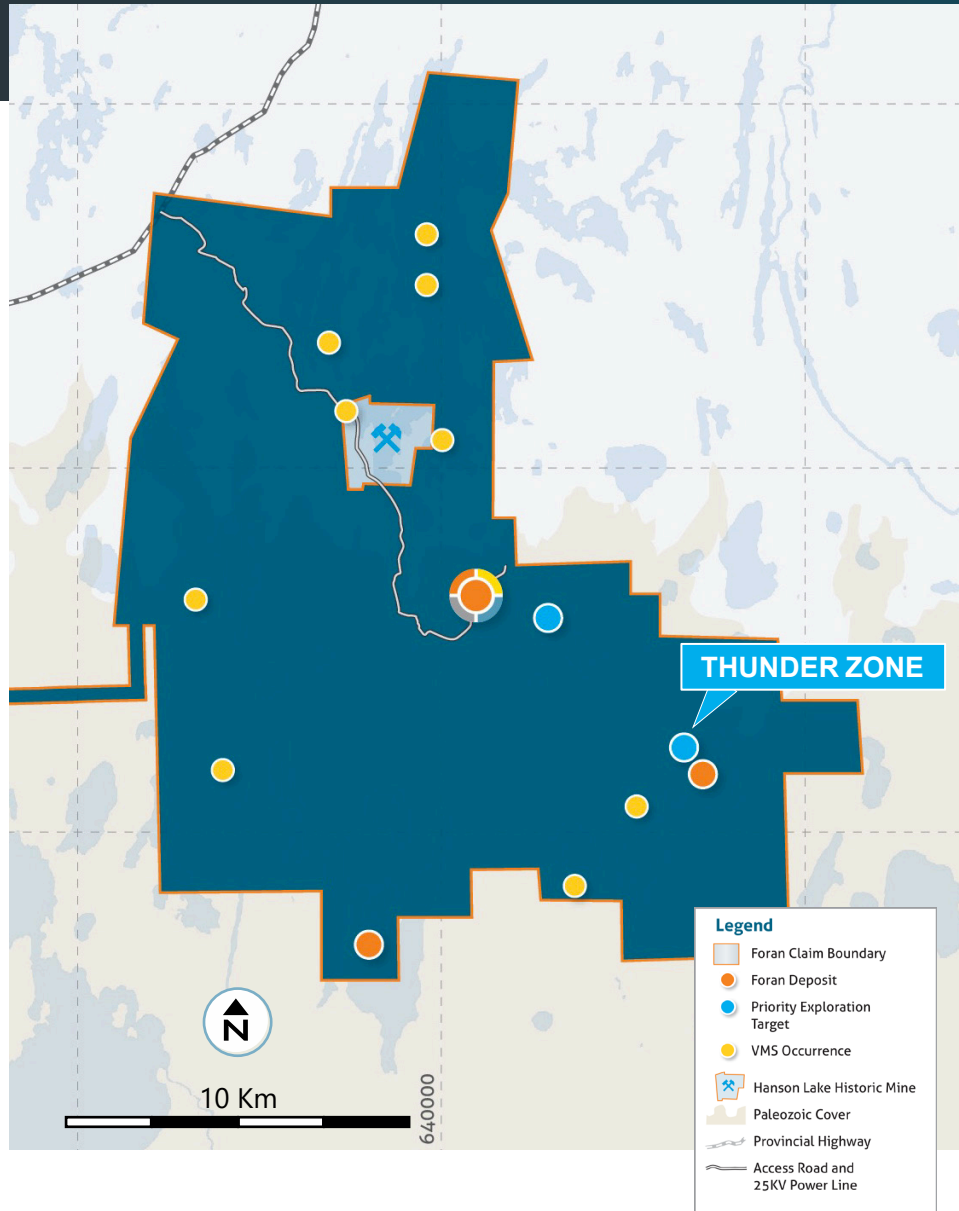 THUNDER ZONE
Legend
Foran Claim Boundary
Foran Deposit
Priority Exploration
Target
VMS Occurrence
Hanson Lake Historic Mine
Paleozoic Cover
Provincial Highway
Access Road and
25KV Power Line
N
10 Km
640000